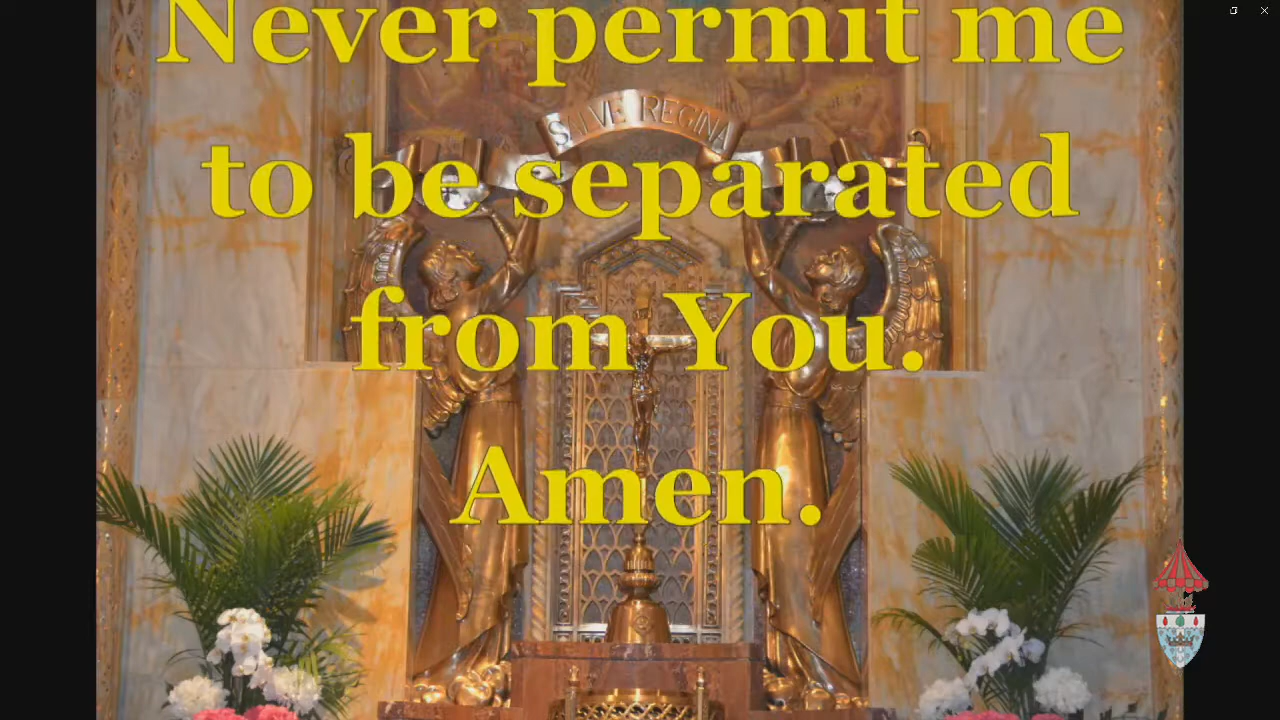 Never permit me
SALVE REGINA
to be separated
from You.
Amen.